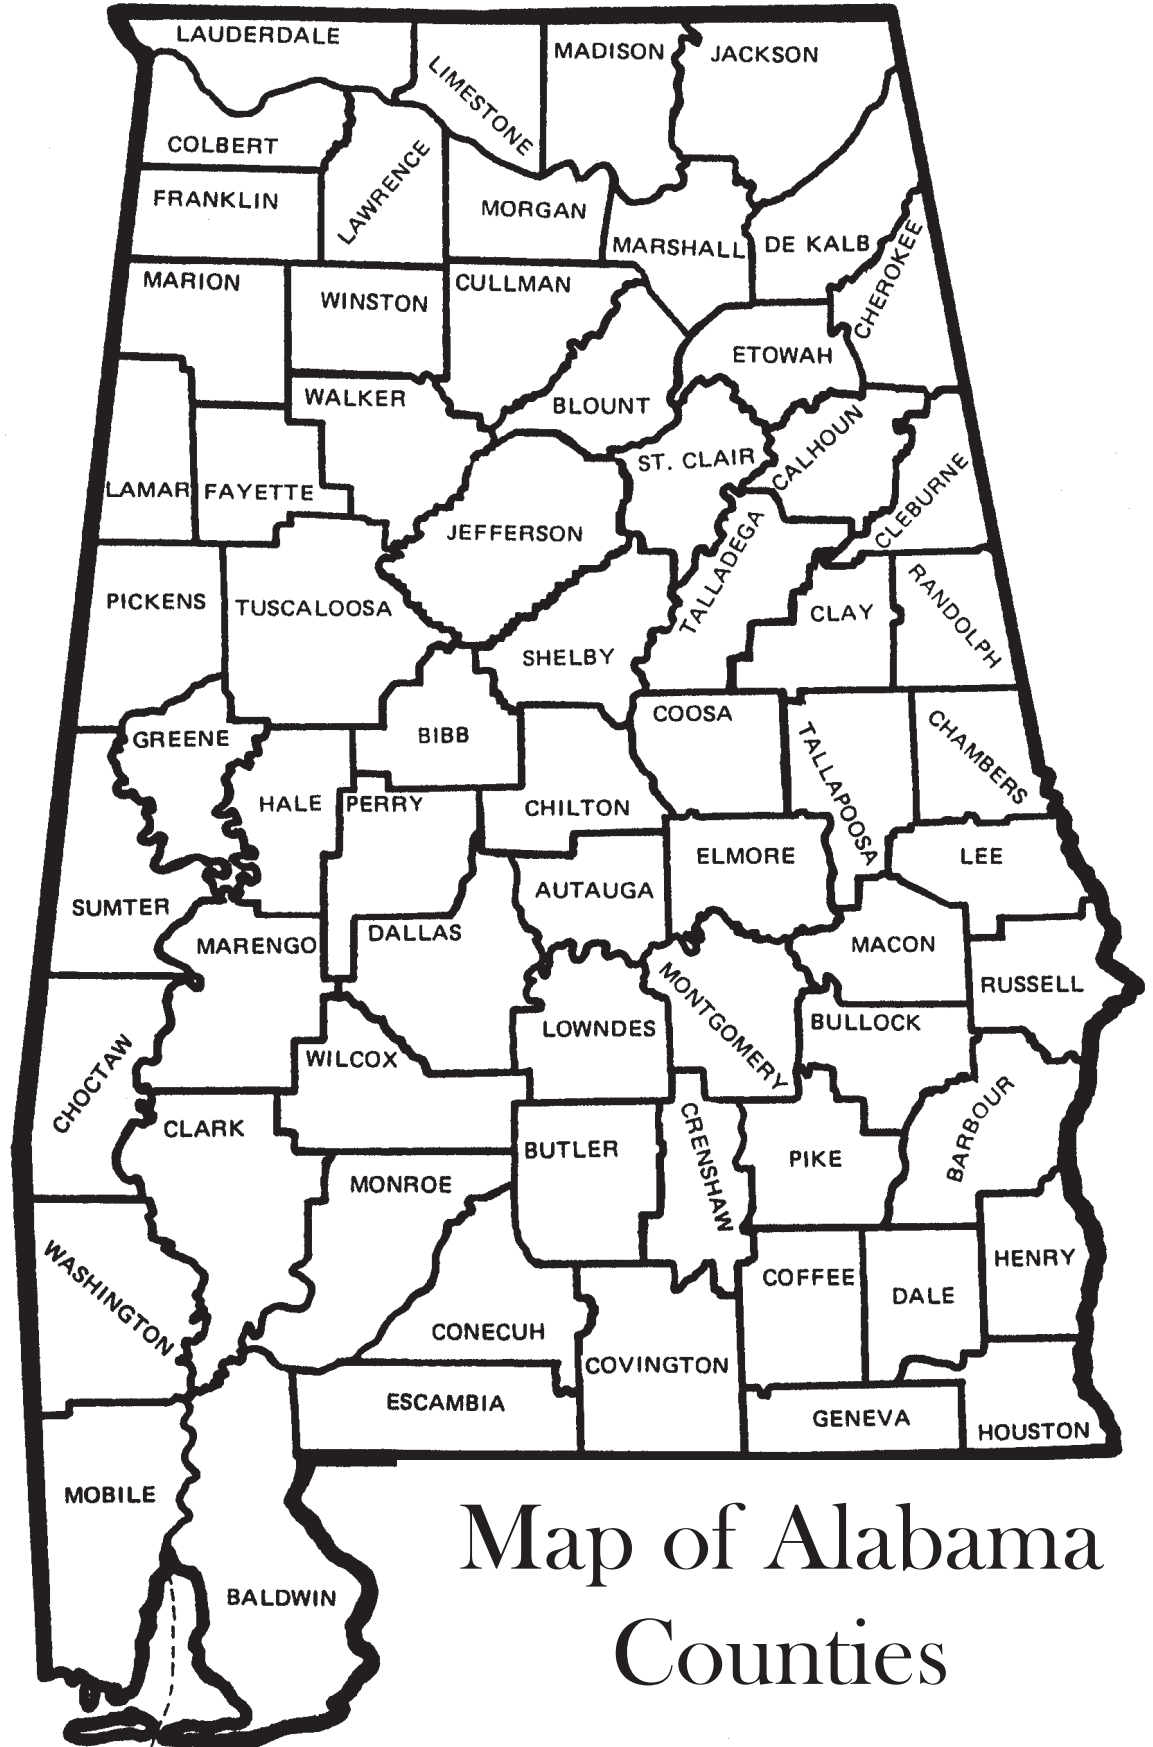 LAUDERDALE
LIMESTONE
MADISON
JACKSON
COLBERT
LAWRENCE
FRANKLIN
MORGAN
MARSHALL
DE KALB
CHEROKEE
MARION
WINSTON
CULLMAN
ETOWAH
WALKER
BLOUNT
ST. CLAIR
CALHOUN
LAMAR
FAYETTE
JEFFERSON
TALLADEGA
CLEBURNE
PICKENS
TUSCALOOSA
SHELBY
CLAY
RANDOLPH
GREENE
BIBB
COOSA
TALLAPOOSA
CHAMBERS
HALE
PERRY
CHILTON
ELMORE
LEE
SUMTER
MARENGO
DALLAS
AUTAUGA
MACON
RUSSELL
CHOCTAW
WILCOX
LOWNDES
MONTGOMERY
BULLOCK
CLARK
MONROE
BUTLER
CRENSHAW
PIKE
BARBOUR
WASHINGTON
CONECUH
COVINGTON
COFFEE
DALE
HENRY
ESCAMBIA
GENEVA
HOUSTON
MOBILE
BALDWIN
Map of Alabama
Counties